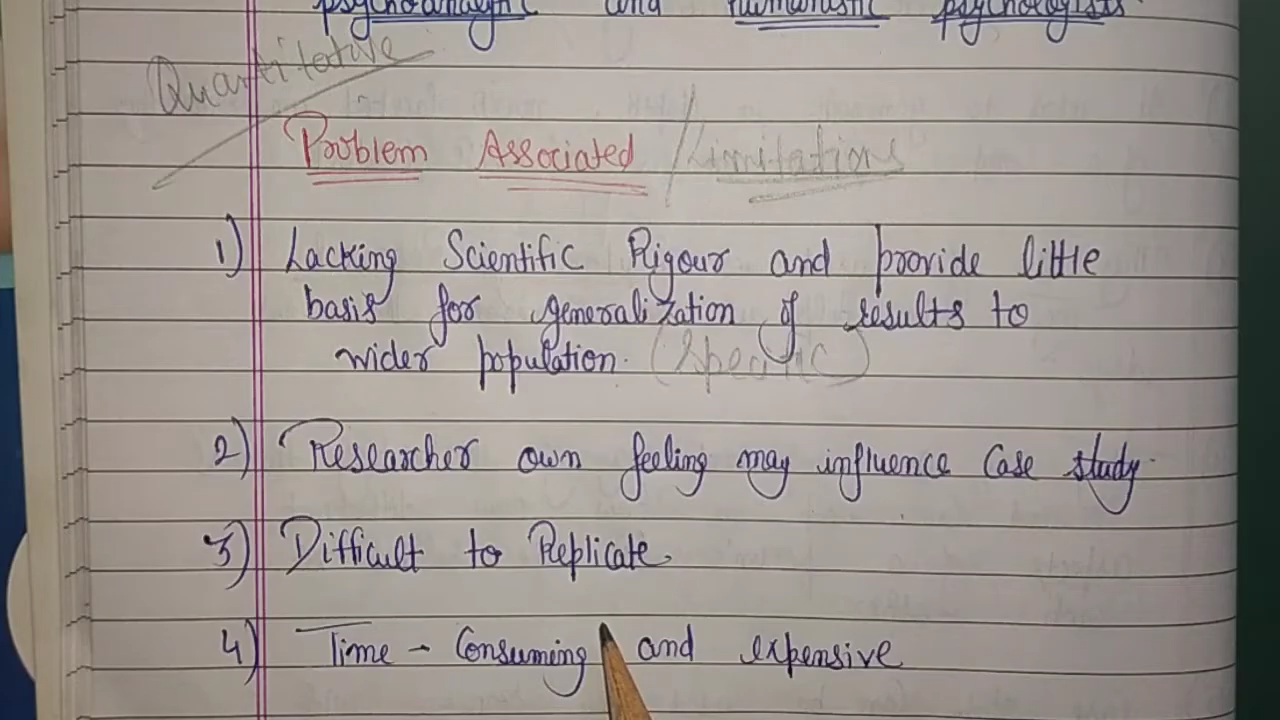 psychoanalytic and humanistic psychologists
Quantitative
Problem Associated / Limitations
1) Lacking Scientific Rigour and provide little
basis for generalization of results to
wider population. (Specific)
2) Researcher own feeling may influence Case study.
3) Difficult to Replicate.
4) Time - Consuming and expensive